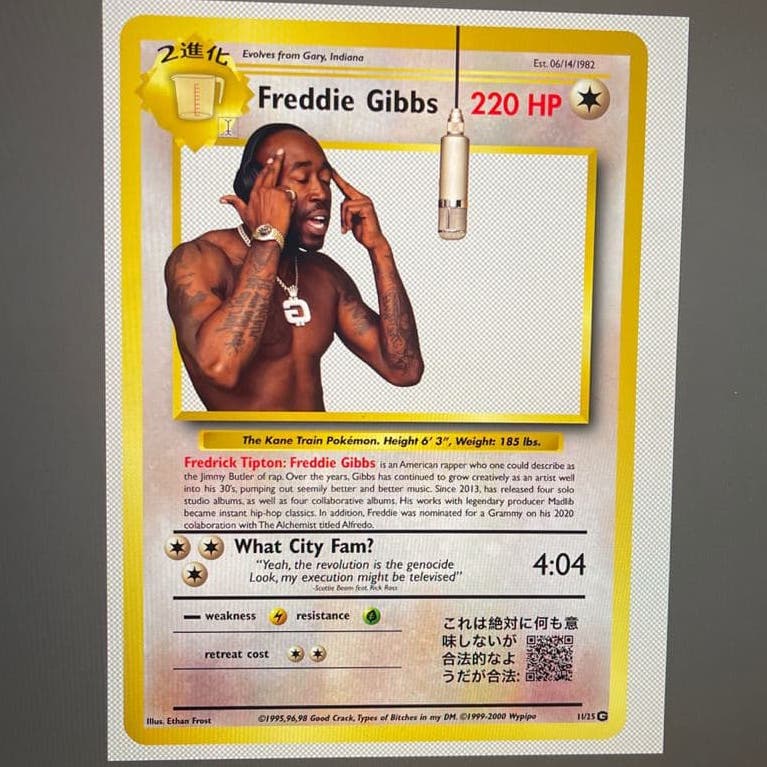 2進化
Evolves from Gary, Indiana
Est. 06/14/1982
Freddie Gibbs
220 HP
The Kane Train Pokémon. Height 6' 3", Weight: 185 lbs.
Fredrick Tipton: Freddie Gibbs is an American rapper who one could describe as
the Jimmy Butler of rap. Over the years, Gibbs has continued to grow creatively as an artist well
into his 30's, pumping out seemily better and better music. Since 2013, has released four solo
studio albums, as well as four collaborative albums. His works with legendary producer Madlib
became instant hip-hop classics. In addition, Freddie was nominated for a Grammy on his 2020
colaboration with The Alchemist titled Alfredo.
What City Fam?
"Yeah, the revolution is the genocide
Look, my execution might be televised"
-Scottie Beam feat. Rick Ross
4:04
weakness
resistance
retreat cost
これは絶対に何も意
味しないが
合法的なよ
うだが合法:
Illus. Ethan Frost
©1995,96,98 Good Crack, Types of Bitches in my DM. ©1999-2000 Wypipo
11/25 G